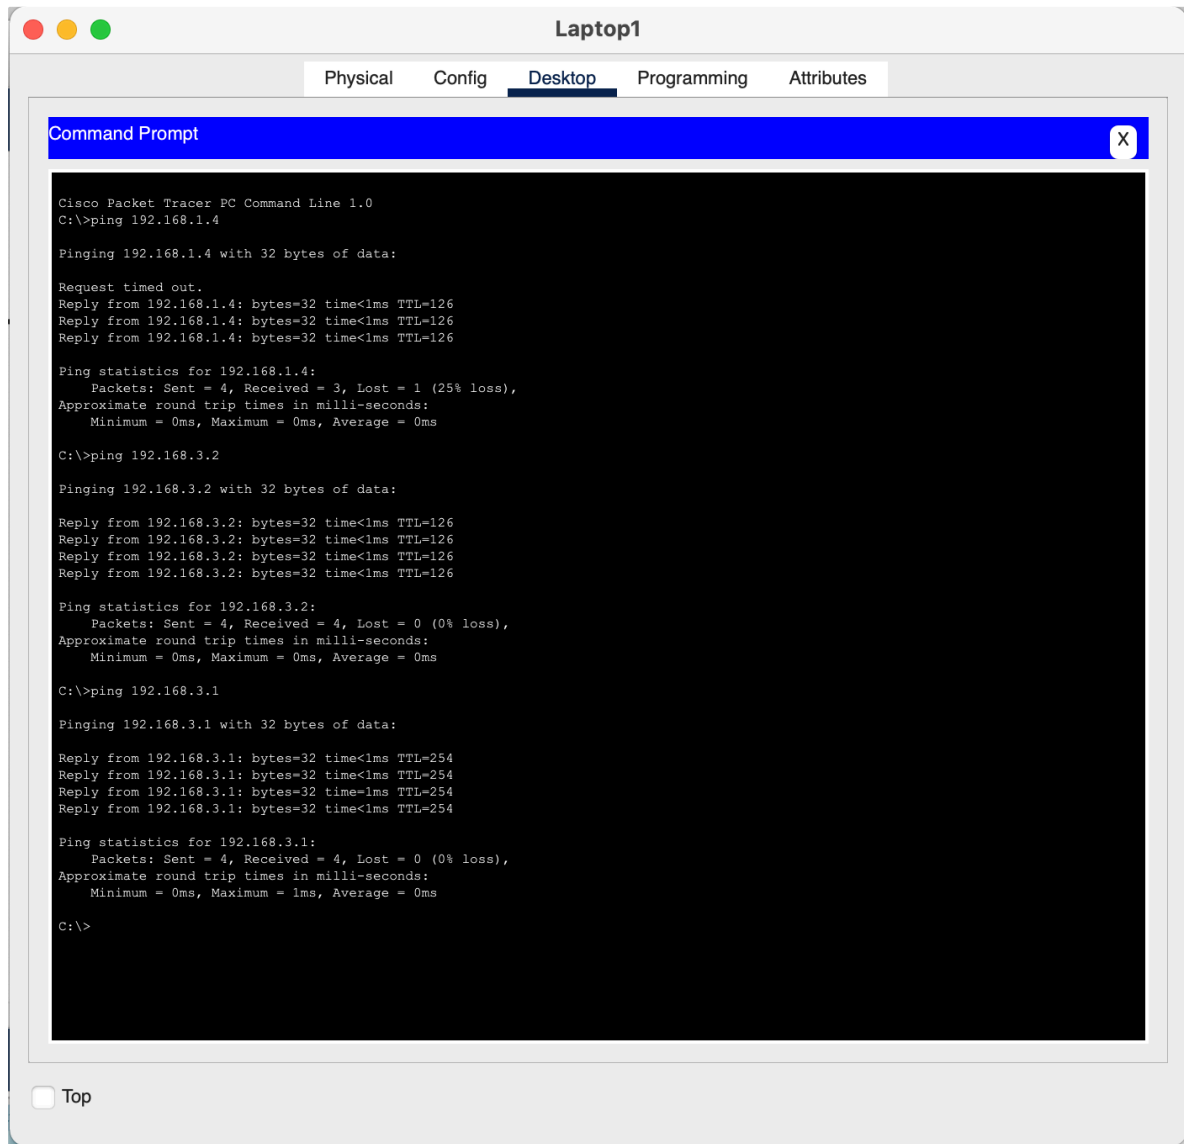 Laptop1
Physical Config Desktop Programming Attributes
Command Prompt
X
Cisco Packet Tracer PC Command Line 1.0
C:\>ping 192.168.1.4
Pinging 192.168.1.4 with 32 bytes of data:
Request timed out.
Reply from 192.168.1.4: bytes=32 time<1ms TTL=126
Reply from 192.168.1.4: bytes=32 time<1ms TTL=126
Reply from 192.168.1.4: bytes=32 time<1ms TTL=126
Ping statistics for 192.168.1.4:
    Packets: Sent = 4, Received = 3, Lost = 1 (25% loss),
Approximate round trip times in milli-seconds:
    Minimum = 0ms, Maximum = 0ms, Average = 0ms
C:\>ping 192.168.3.2
Pinging 192.168.3.2 with 32 bytes of data:
Reply from 192.168.3.2: bytes=32 time<1ms TTL=126
Reply from 192.168.3.2: bytes=32 time<1ms TTL=126
Reply from 192.168.3.2: bytes=32 time<1ms TTL=126
Reply from 192.168.3.2: bytes=32 time<1ms TTL=126
Ping statistics for 192.168.3.2:
    Packets: Sent = 4, Received = 4, Lost = 0 (0% loss),
Approximate round trip times in milli-seconds:
    Minimum = 0ms, Maximum = 0ms, Average = 0ms
C:\>ping 192.168.3.1
Pinging 192.168.3.1 with 32 bytes of data:
Reply from 192.168.3.1: bytes=32 time<1ms TTL=254
Reply from 192.168.3.1: bytes=32 time<1ms TTL=254
Reply from 192.168.3.1: bytes=32 time=1ms TTL=254
Reply from 192.168.3.1: bytes=32 time<1ms TTL=254
Ping statistics for 192.168.3.1:
    Packets: Sent = 4, Received = 4, Lost = 0 (0% loss),
Approximate round trip times in milli-seconds:
    Minimum = 0ms, Maximum = 1ms, Average = 0ms
C:\>
Top